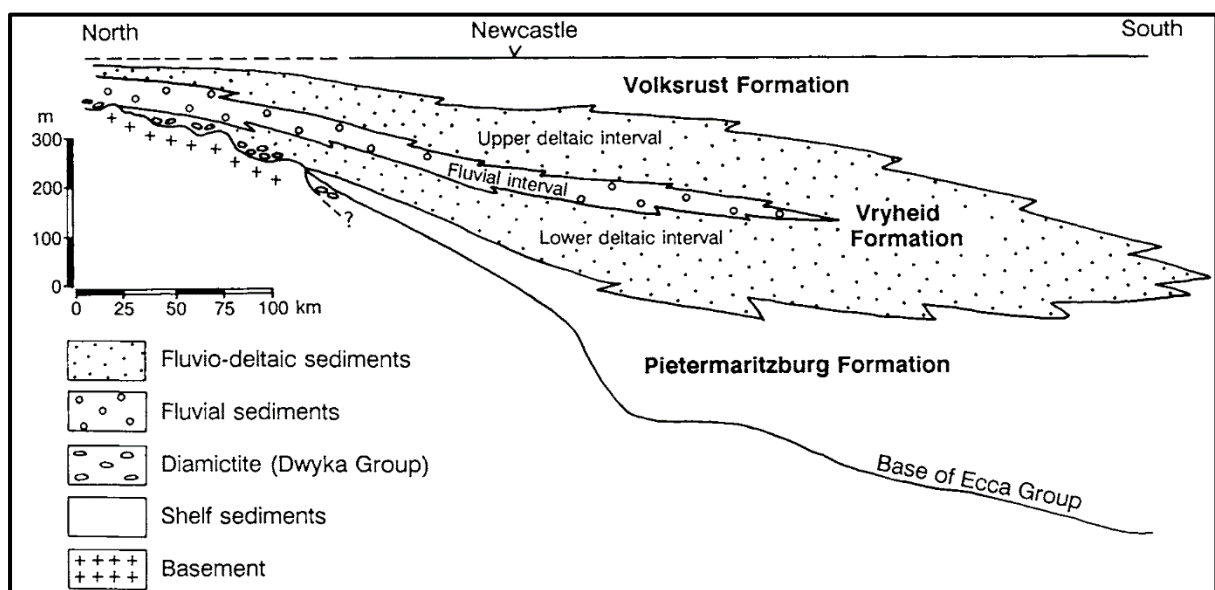 North
Newcastle
South
Volksrust Formation
Upper deltaic interval
Fluvial interval
Vryheid
Formation
Lower deltaic interval
m
300
200
100
0
?
0 25 50 75 100 km
Pietermaritzburg Formation
Base of Ecca Group
Fluvio-deltaic sediments
Fluvial sediments
Diamictite (Dwyka Group)
Shelf sediments
Basement